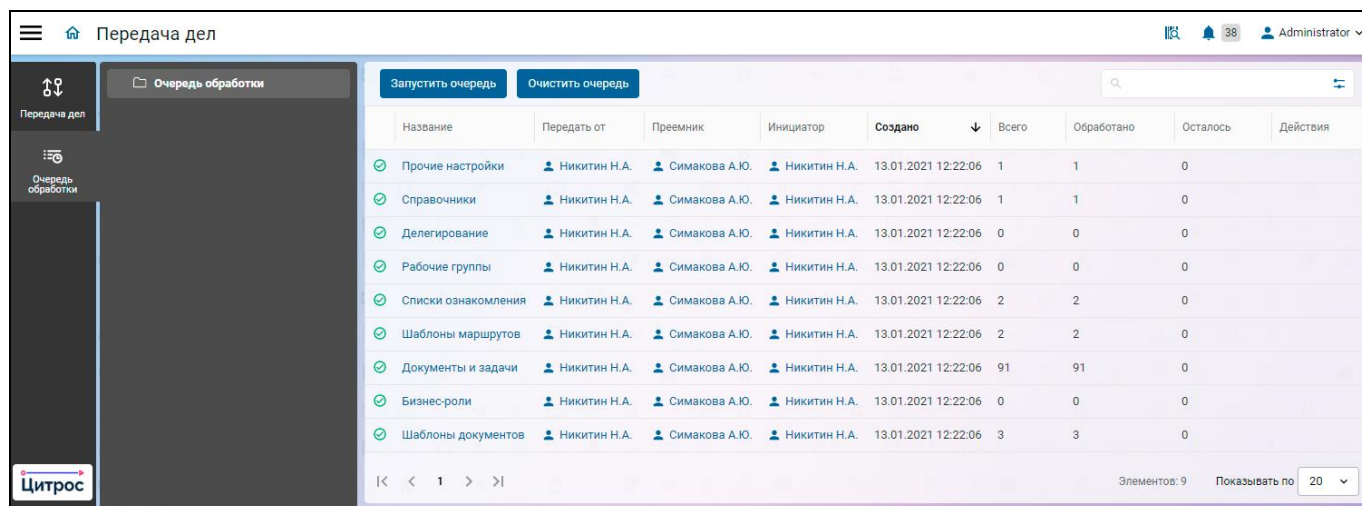 Передача дел 38 Administrator
Передача дел
Очередь
обработки
Очередь обработки
Запустить очередь Очистить очередь
Название Передать от Преемник Инициатор Создано Всего Обработано Осталось Действия
Прочие настройки Никитин Н.А. Симакова А.Ю. Никитин Н.А. 13.01.2021 12:22:06 1 1 0
Справочники Никитин Н.А. Симакова А.Ю. Никитин Н.А. 13.01.2021 12:22:06 1 1 0
Делегирование Никитин Н.А. Симакова А.Ю. Никитин Н.А. 13.01.2021 12:22:06 0 0 0
Рабочие группы Никитин Н.А. Симакова А.Ю. Никитин Н.А. 13.01.2021 12:22:06 0 0 0
Списки ознакомления Никитин Н.А. Симакова А.Ю. Никитин Н.А. 13.01.2021 12:22:06 2 2 0
Шаблоны маршрутов Никитин Н.А. Симакова А.Ю. Никитин Н.А. 13.01.2021 12:22:06 2 2 0
Документы и задачи Никитин Н.А. Симакова А.Ю. Никитин Н.А. 13.01.2021 12:22:06 91 91 0
Бизнес-роли Никитин Н.А. Симакова А.Ю. Никитин Н.А. 13.01.2021 12:22:06 0 0 0
Шаблоны документов Никитин Н.А. Симакова А.Ю. Никитин Н.А. 13.01.2021 12:22:06 3 3 0
1 Элементов: 9 Показывать по 20
Цитрос